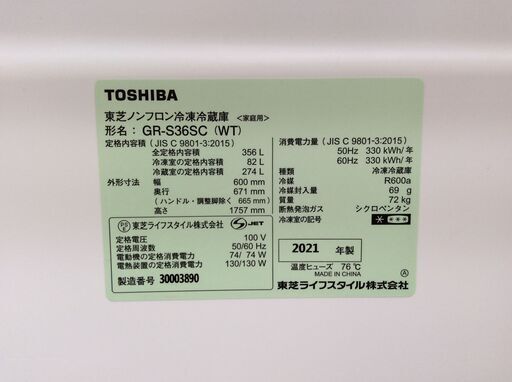 TOSHIBA
東芝ノンフロン冷凍冷蔵庫 <家庭用>
形名： GR-S36SC (WT)
定格内容積 ( JIS C 9801-3:2015)
全定格内容積 356 L
冷凍室の定格内容積 82 L
冷蔵室の定格内容積 274 L
外形寸法 幅 600 mm
奥行 671 mm
(ハンドル・調整脚除く 665 mm)
高さ 1757 mm
東芝ライフスタイル株式会社 JET
定格電圧 100 V
定格周波数 50/60 Hz
電動機の定格消費電力 74/ 74 W
電熱装置の定格消費電力 130/130 W
製造番号 30003890
消費電力量 ( JIS C 9801-3:2015)
50Hz 330 kWh/年
60Hz 330 kWh/年
種類 冷凍冷蔵庫
冷媒 R600a
冷媒封入量 69 g
質量 72 kg
断熱発泡ガス シクロペンタン
冷凍室の記号
2021 年製
温度ヒューズ 76℃
MADE IN CHINA
A
東芝ライフスタイル株式会社